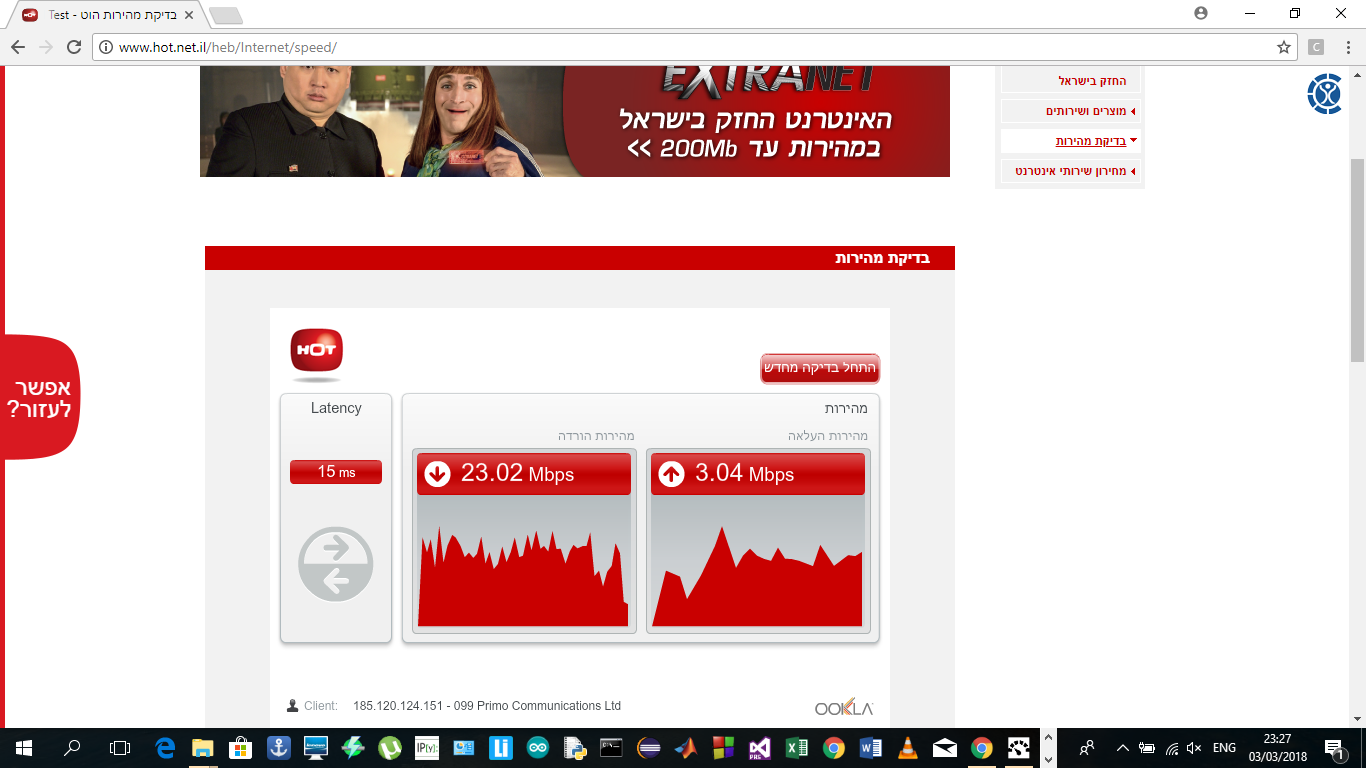 Test - בדיקת מהירות הוט
www.hot.net.il/heb/Internet/speed/
C
EXTRANET
האינטרנט החזק בישראל
במהירות עד 200Mb >>
החזק בישראל
מוצרים ושירותים
בדיקת מהירות
מחירון שירותי אינטרנט
בדיקת מהירות
אפשר
לעזור?
HOT
התחל בדיקה מחדש
Latency
15 ms
מהירות
מהירות הורדה
מהירות העלאה
23.02 Mbps
3.04 Mbps
Client: 185.120.124.151 - 099 Primo Communications Ltd
OOKLA
IP(y):
ENG
23:27
03/03/2018
1